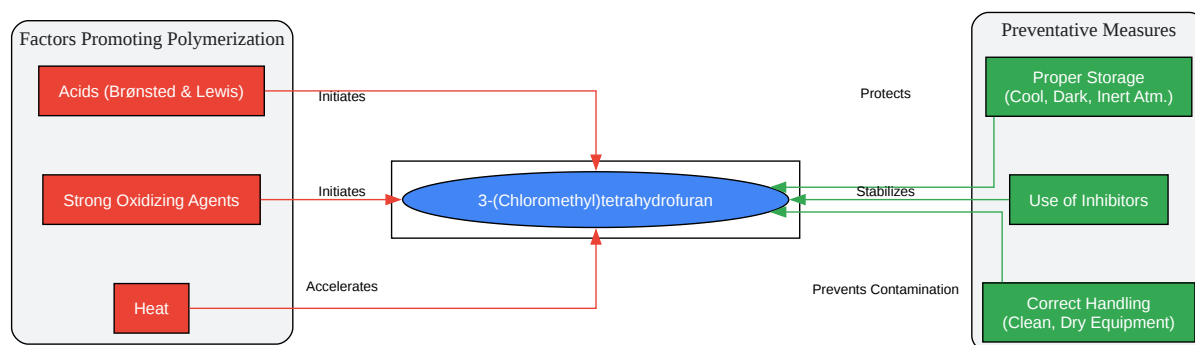 Factors Promoting Polymerization
Acids (Brønsted & Lewis)
Initiates
Strong Oxidizing Agents
Initiates
Heat
Accelerates
3-(Chloromethyl)tetrahydrofuran
Preventative Measures
Protects
Proper Storage
(Cool, Dark, Inert Atm.)
Stabilizes
Use of Inhibitors
Prevents Contamination
Correct Handling
(Clean, Dry Equipment)